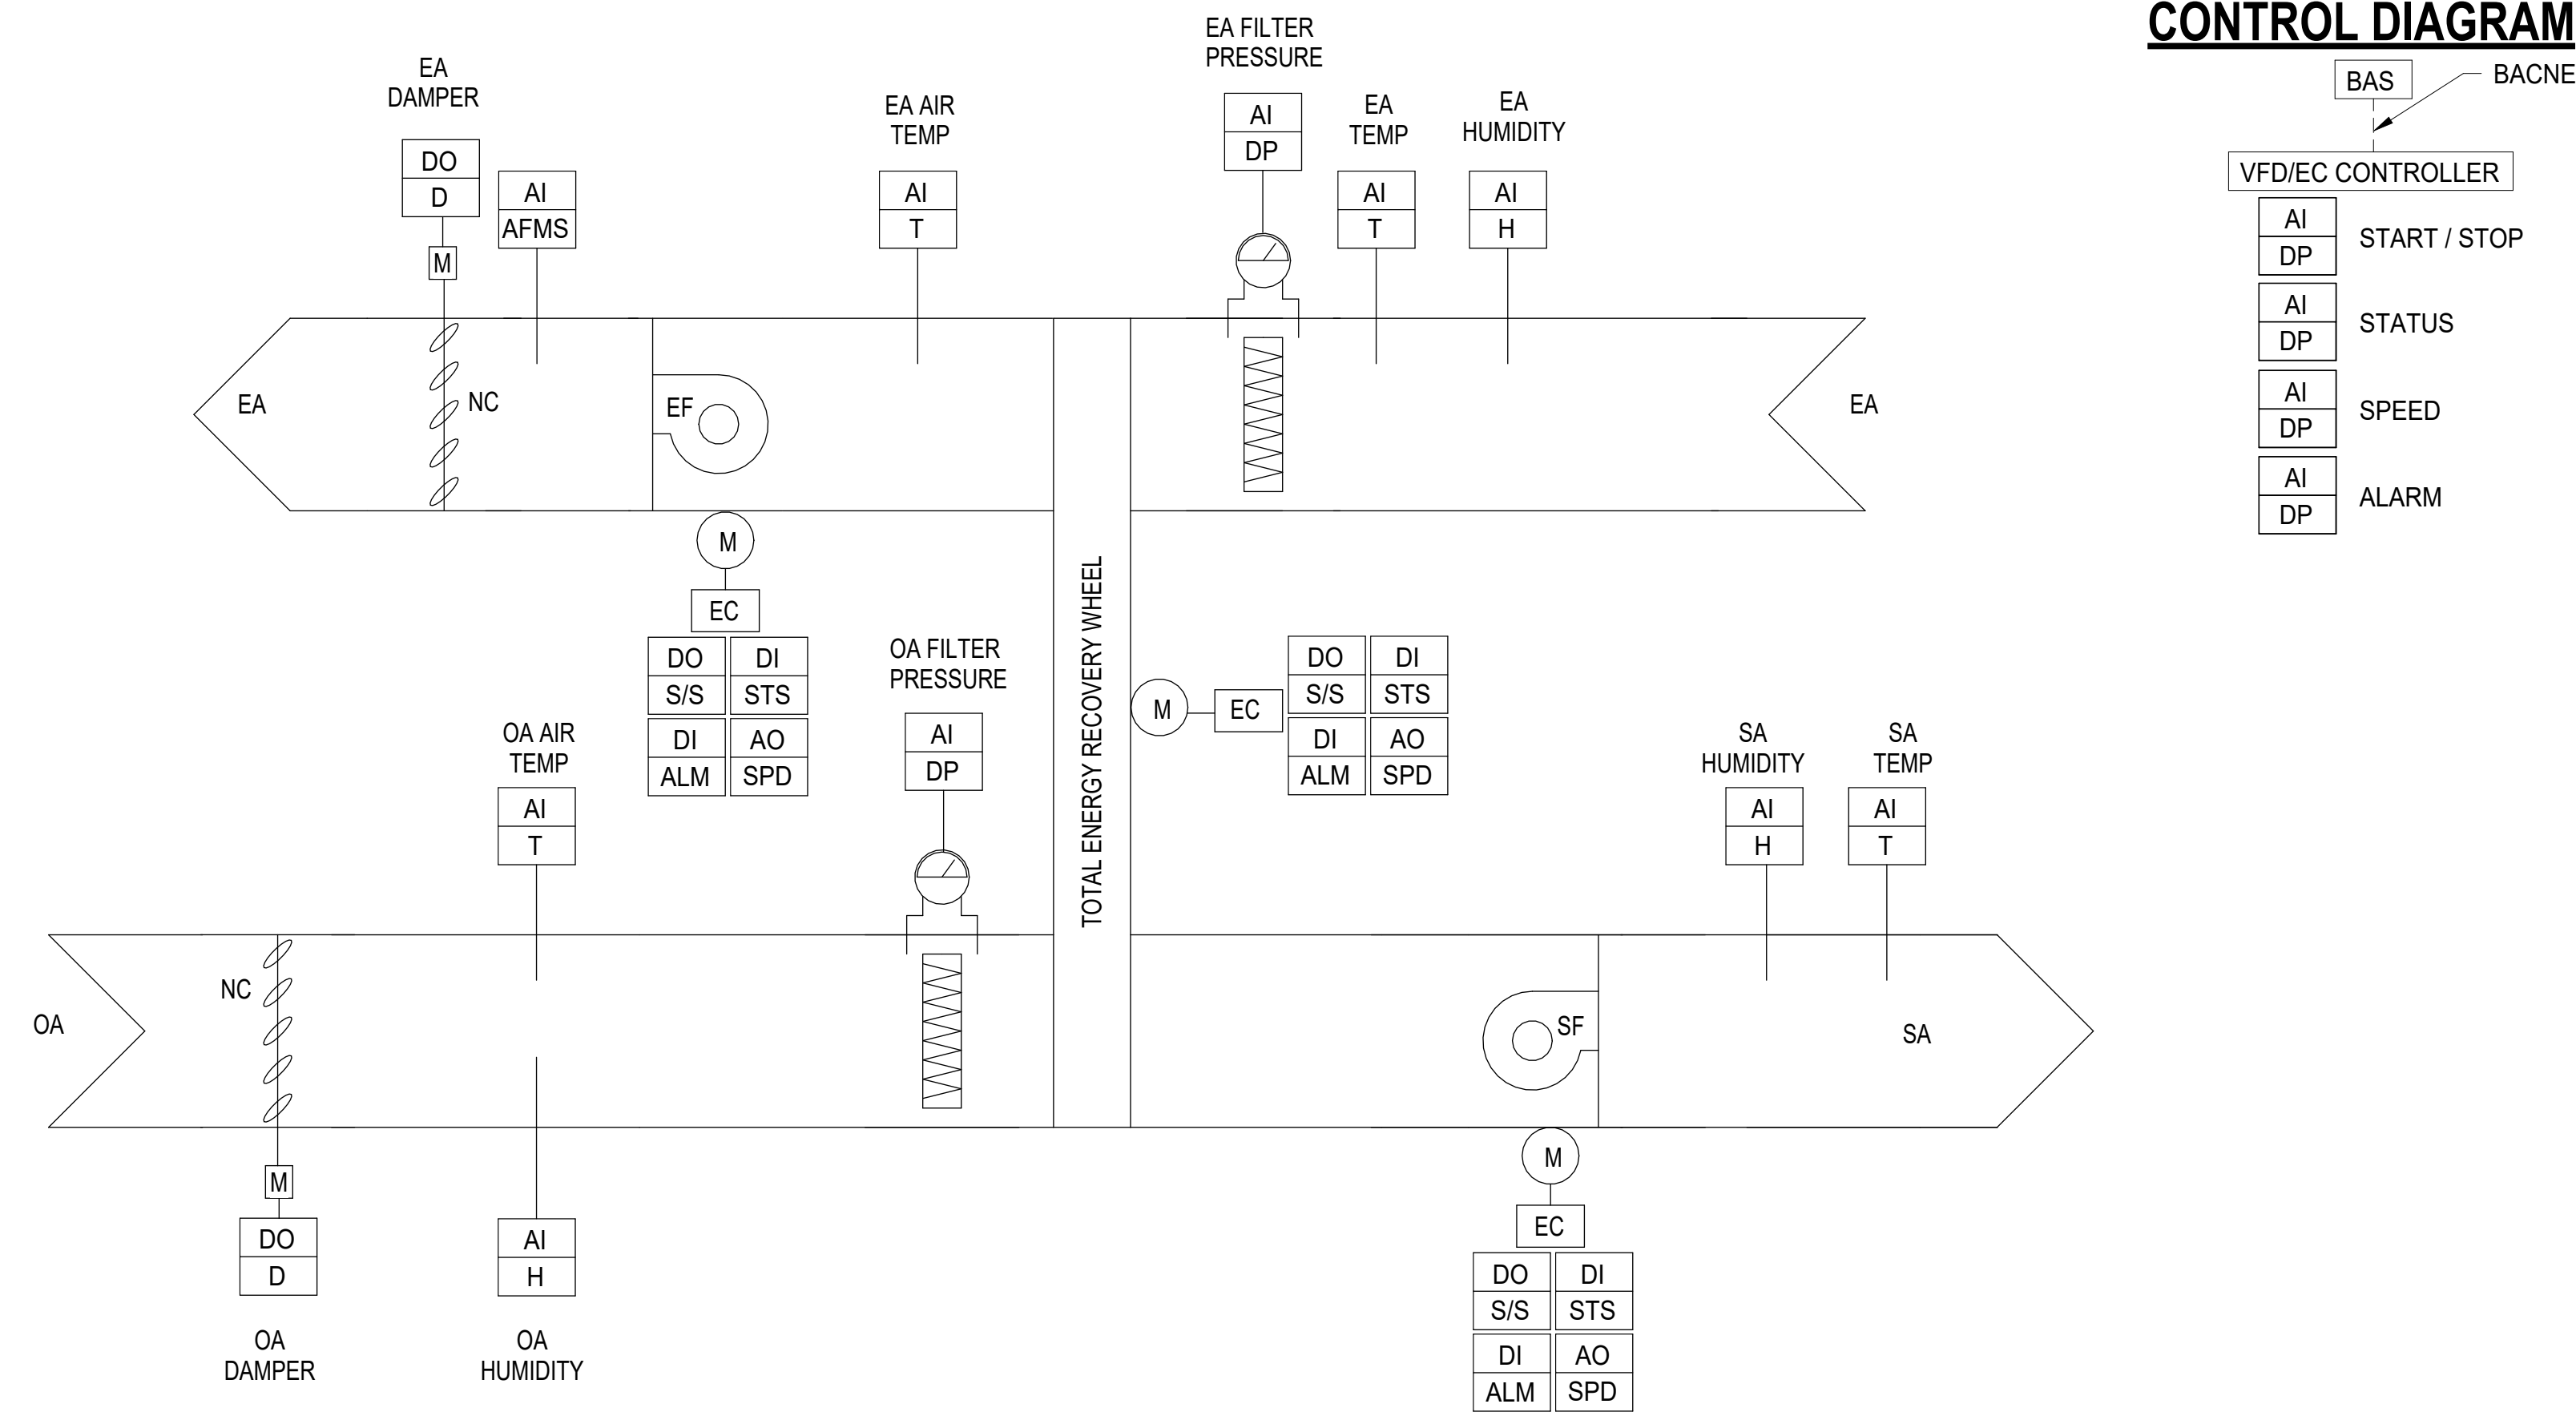 CONTROL DIAGRAM
BAS
BACNE
VFD/EC CONTROLLER
AI
DP
START / STOP
AI
DP
STATUS
AI
DP
SPEED
AI
DP
ALARM
EA FILTER
PRESSURE
AI
DP
EA
DAMPER
DO
D
M
AI
AFMS
EA AIR
TEMP
AI
T
EA
TEMP
AI
T
EA
HUMIDITY
AI
H
EA
NC
EF
EA
M
EC
DO
S/S
DI
STS
DI
ALM
AO
SPD
TOTAL ENERGY RECOVERY WHEEL
M
EC
DO
S/S
DI
STS
DI
ALM
AO
SPD
OA FILTER
PRESSURE
AI
DP
OA AIR
TEMP
AI
T
SA
HUMIDITY
AI
H
SA
TEMP
AI
T
OA
NC
SF
SA
M
DO
D
OA
DAMPER
AI
H
OA
HUMIDITY
M
EC
DO
S/S
DI
STS
DI
ALM
AO
SPD